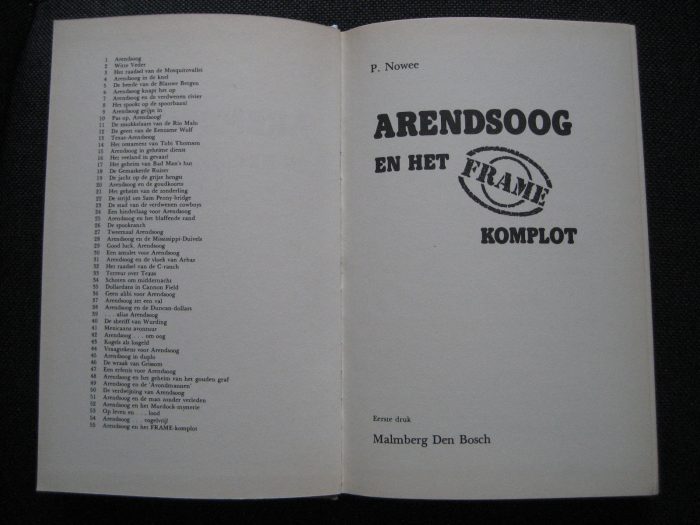 1 Arendsoog
2 Witte Veder
3 Het raadsel van de Mosquitovallei
4 Arendsoog in de knel
5 De bende van de Blauwe Bergen
6 Arendsoog knapt het op
7 Arendsoog en de verdwenen rivier
8 Het spookt op de spoorbaan!
9 Arendsoog grijpt in
10 Pas op, Arendsoog!
11 De smokkelaars van de Rio Malo
12 De geest van de Eenzame Wolf
13 Texas-Arendsoog
14 Het testament van Tubi Thomsen
15 Arendsoog in geheime dienst
16 Het veeland in gevaar!
17 Het geheim van Bad Man's Inn
18 De Gemaskerde Ruiter
19 De jacht op de grijze hengst
20 Arendsoog en de goudkoorts
21 Het geheim van de zonderling
22 De strijd om Sam Peony-bridge
23 De stad van de verdwenen cowboys
24 Een hinderlaag voor Arendsoog
25 Arendsoog en het blaffende rund
26 De spookranch
27 Tweemaal Arendsoog
28 Arendsoog en de Mississippi-Duivels
29 Good luck, Arendsoog
30 Een amulet voor Arendsoog
31 Arendsoog en de vloek van Arbax
32 Het raadsel van de C-ranch
33 Terreur over Texas
34 Schoten om middernacht
35 Dollardans in Cannon Field
36 Geen alibi voor Arendsoog
37 Arendsoog zet een val
38 Arendsoog en de Duncan-dollars
39 . . . alias Arendsoog
40 De sheriff van Wurding
41 Mexicaans avontuur
42 Arendsoog . . . om oog
43 Kogels als losgeld
44 Vraagtekens voor Arendsoog
45 Arendsoog in duplo
46 De wraak van Grissom
47 Een erfenis voor Arendsoog
48 Arendsoog en het geheim van het gouden graf
49 Arendsoog en de 'Avondmannen'
50 De verdwijning van Arendsoog
51 Arendsoog en de man zonder verleden
52 Arendsoog en het Murdock-mysterie
53 Op leven en . . . lood
54 Arendsoog . . . vogelvrij!
55 Arendsoog en het FRAME-komplot
P. Nowee
ARENDSOOG
EN HET FRAME
KOMPLOT
Eerste druk
Malmberg Den Bosch